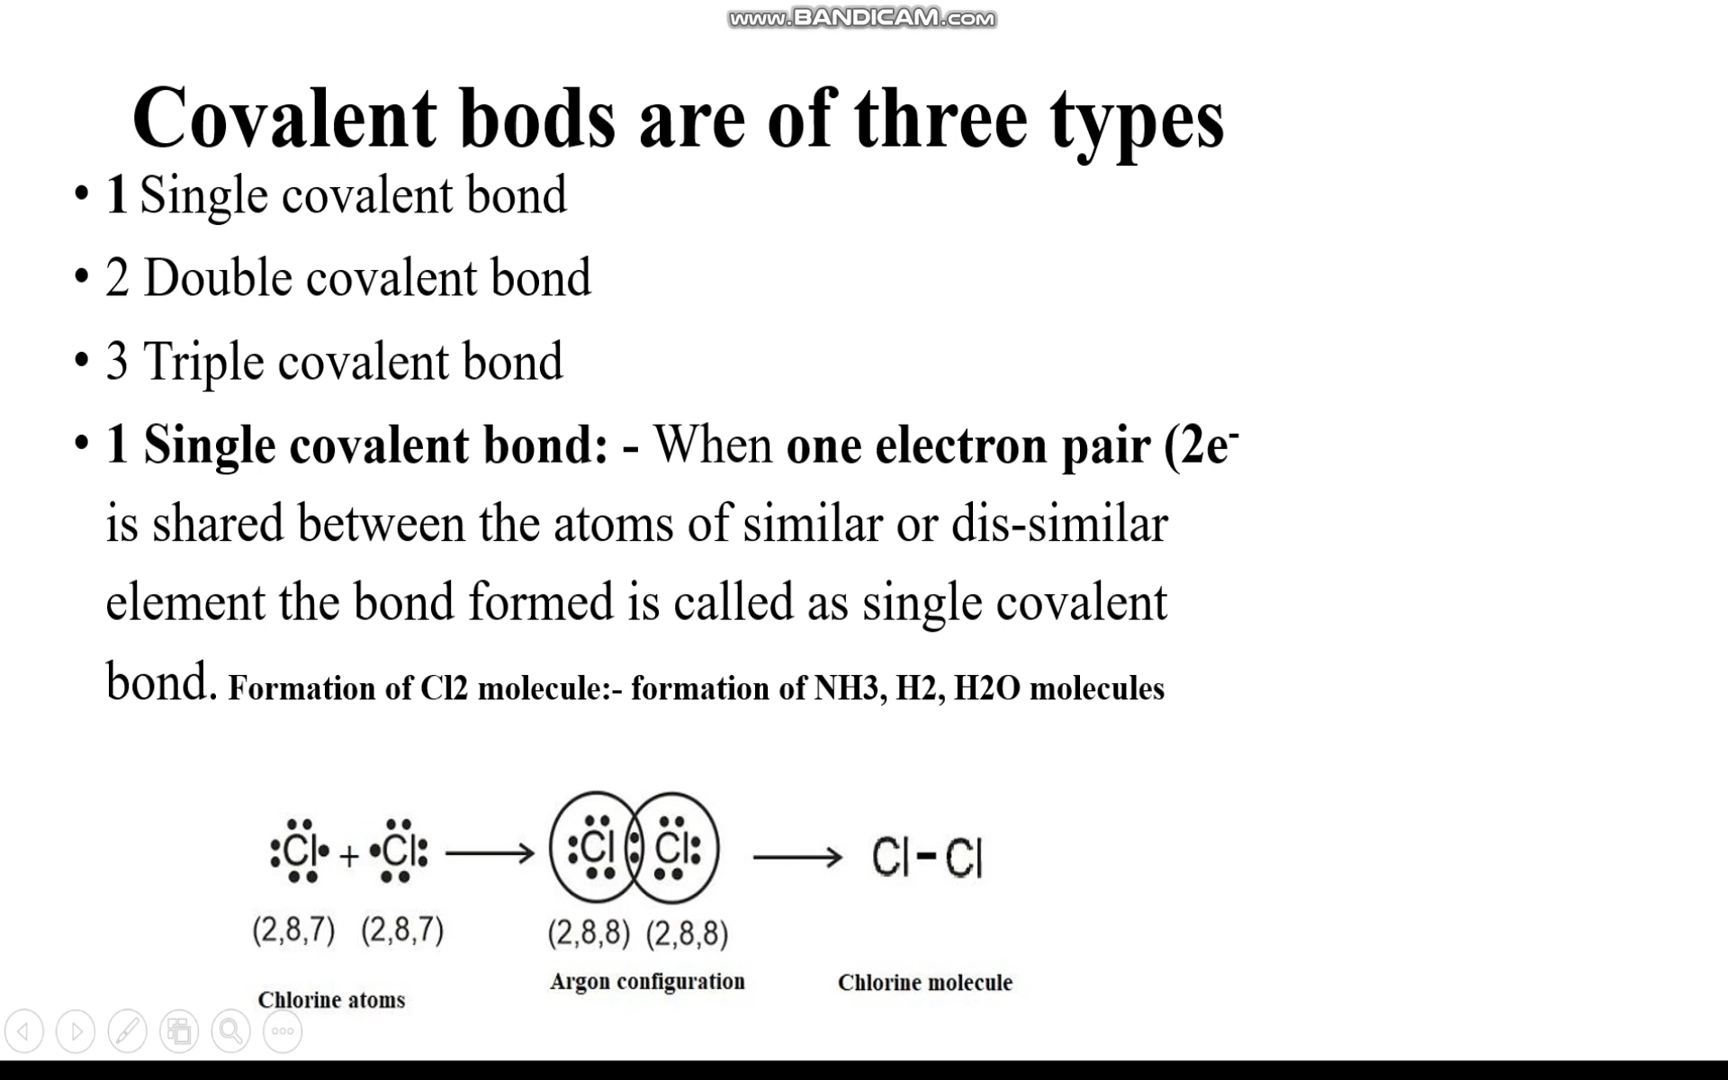 www.BANDICAM.com
Covalent bods are of three types
• 1 Single covalent bond
• 2 Double covalent bond
• 3 Triple covalent bond
• 1 Single covalent bond: - When one electron pair (2e⁻
is shared between the atoms of similar or dis-similar
element the bond formed is called as single covalent
bond. Formation of Cl2 molecule:- formation of NH3, H2, H2O molecules
Cl + Cl → Cl Cl → Cl-Cl
(2,8,7) (2,8,7) (2,8,8) (2,8,8)
Chlorine atoms Argon configuration Chlorine molecule